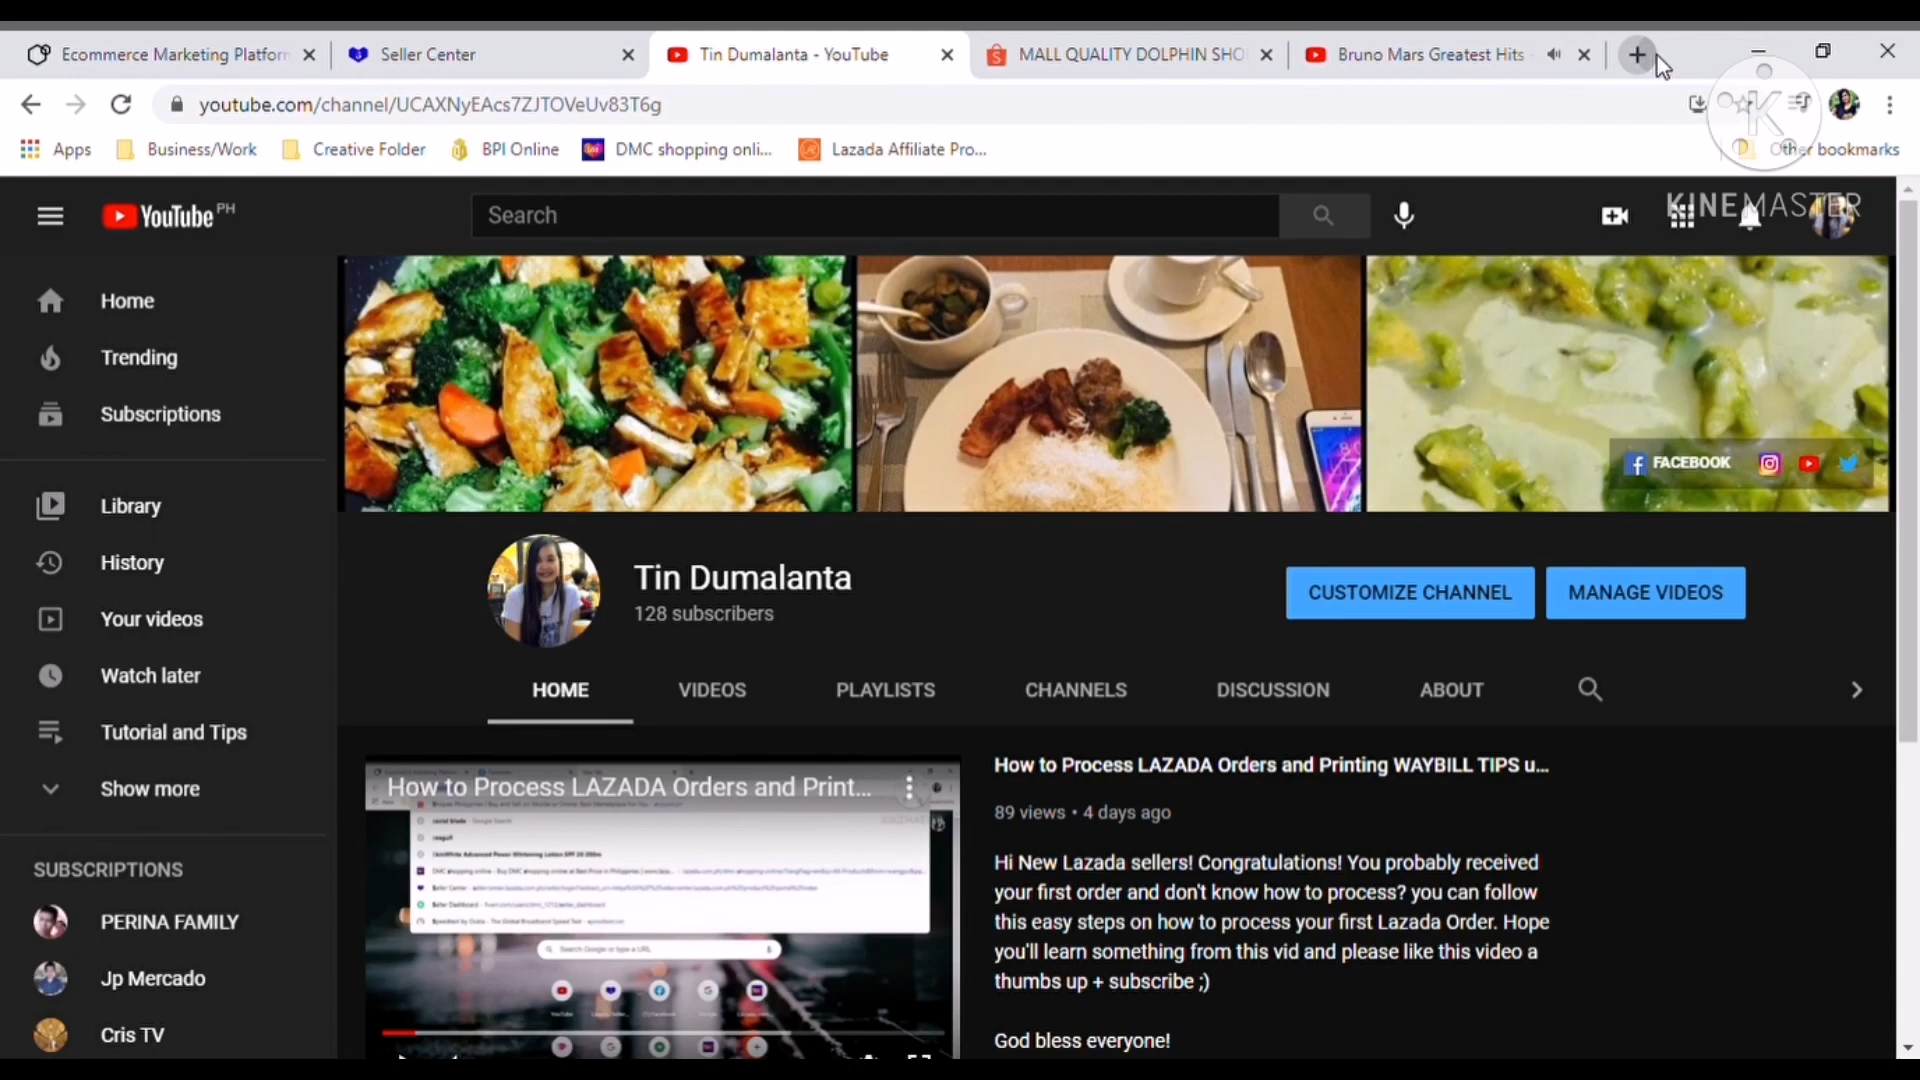 Ecommerce Marketing Platform
Seller Center
Tin Dumalanta - YouTube
MALL QUALITY DOLPHIN SHO
Bruno Mars Greatest Hits -
youtube.com/channel/UCAXNyEAcs7ZJTOVeUv83T6g
Apps
Business/Work
Creative Folder
BPI Online
DMC shopping onli...
Lazada Affiliate Pro...
Other bookmarks
K
KINEMASTER
YouTube PH
Search
Home
Trending
Subscriptions
Library
History
Your videos
Watch later
Tutorial and Tips
Show more
SUBSCRIPTIONS
PERINA FAMILY
Jp Mercado
Cris TV
FACEBOOK
Tin Dumalanta
128 subscribers
CUSTOMIZE CHANNEL
MANAGE VIDEOS
HOME
VIDEOS
PLAYLISTS
CHANNELS
DISCUSSION
ABOUT
How to Process LAZADA Orders and Print...
Search Google or type a URL
How to Process LAZADA Orders and Printing WAYBILL TIPS u...
89 views • 4 days ago
Hi New Lazada sellers! Congratulations! You probably received
your first order and don't know how to process? you can follow
this easy steps on how to process your first Lazada Order. Hope
you'll learn something from this vid and please like this video a
thumbs up + subscribe ;)
God bless everyone!